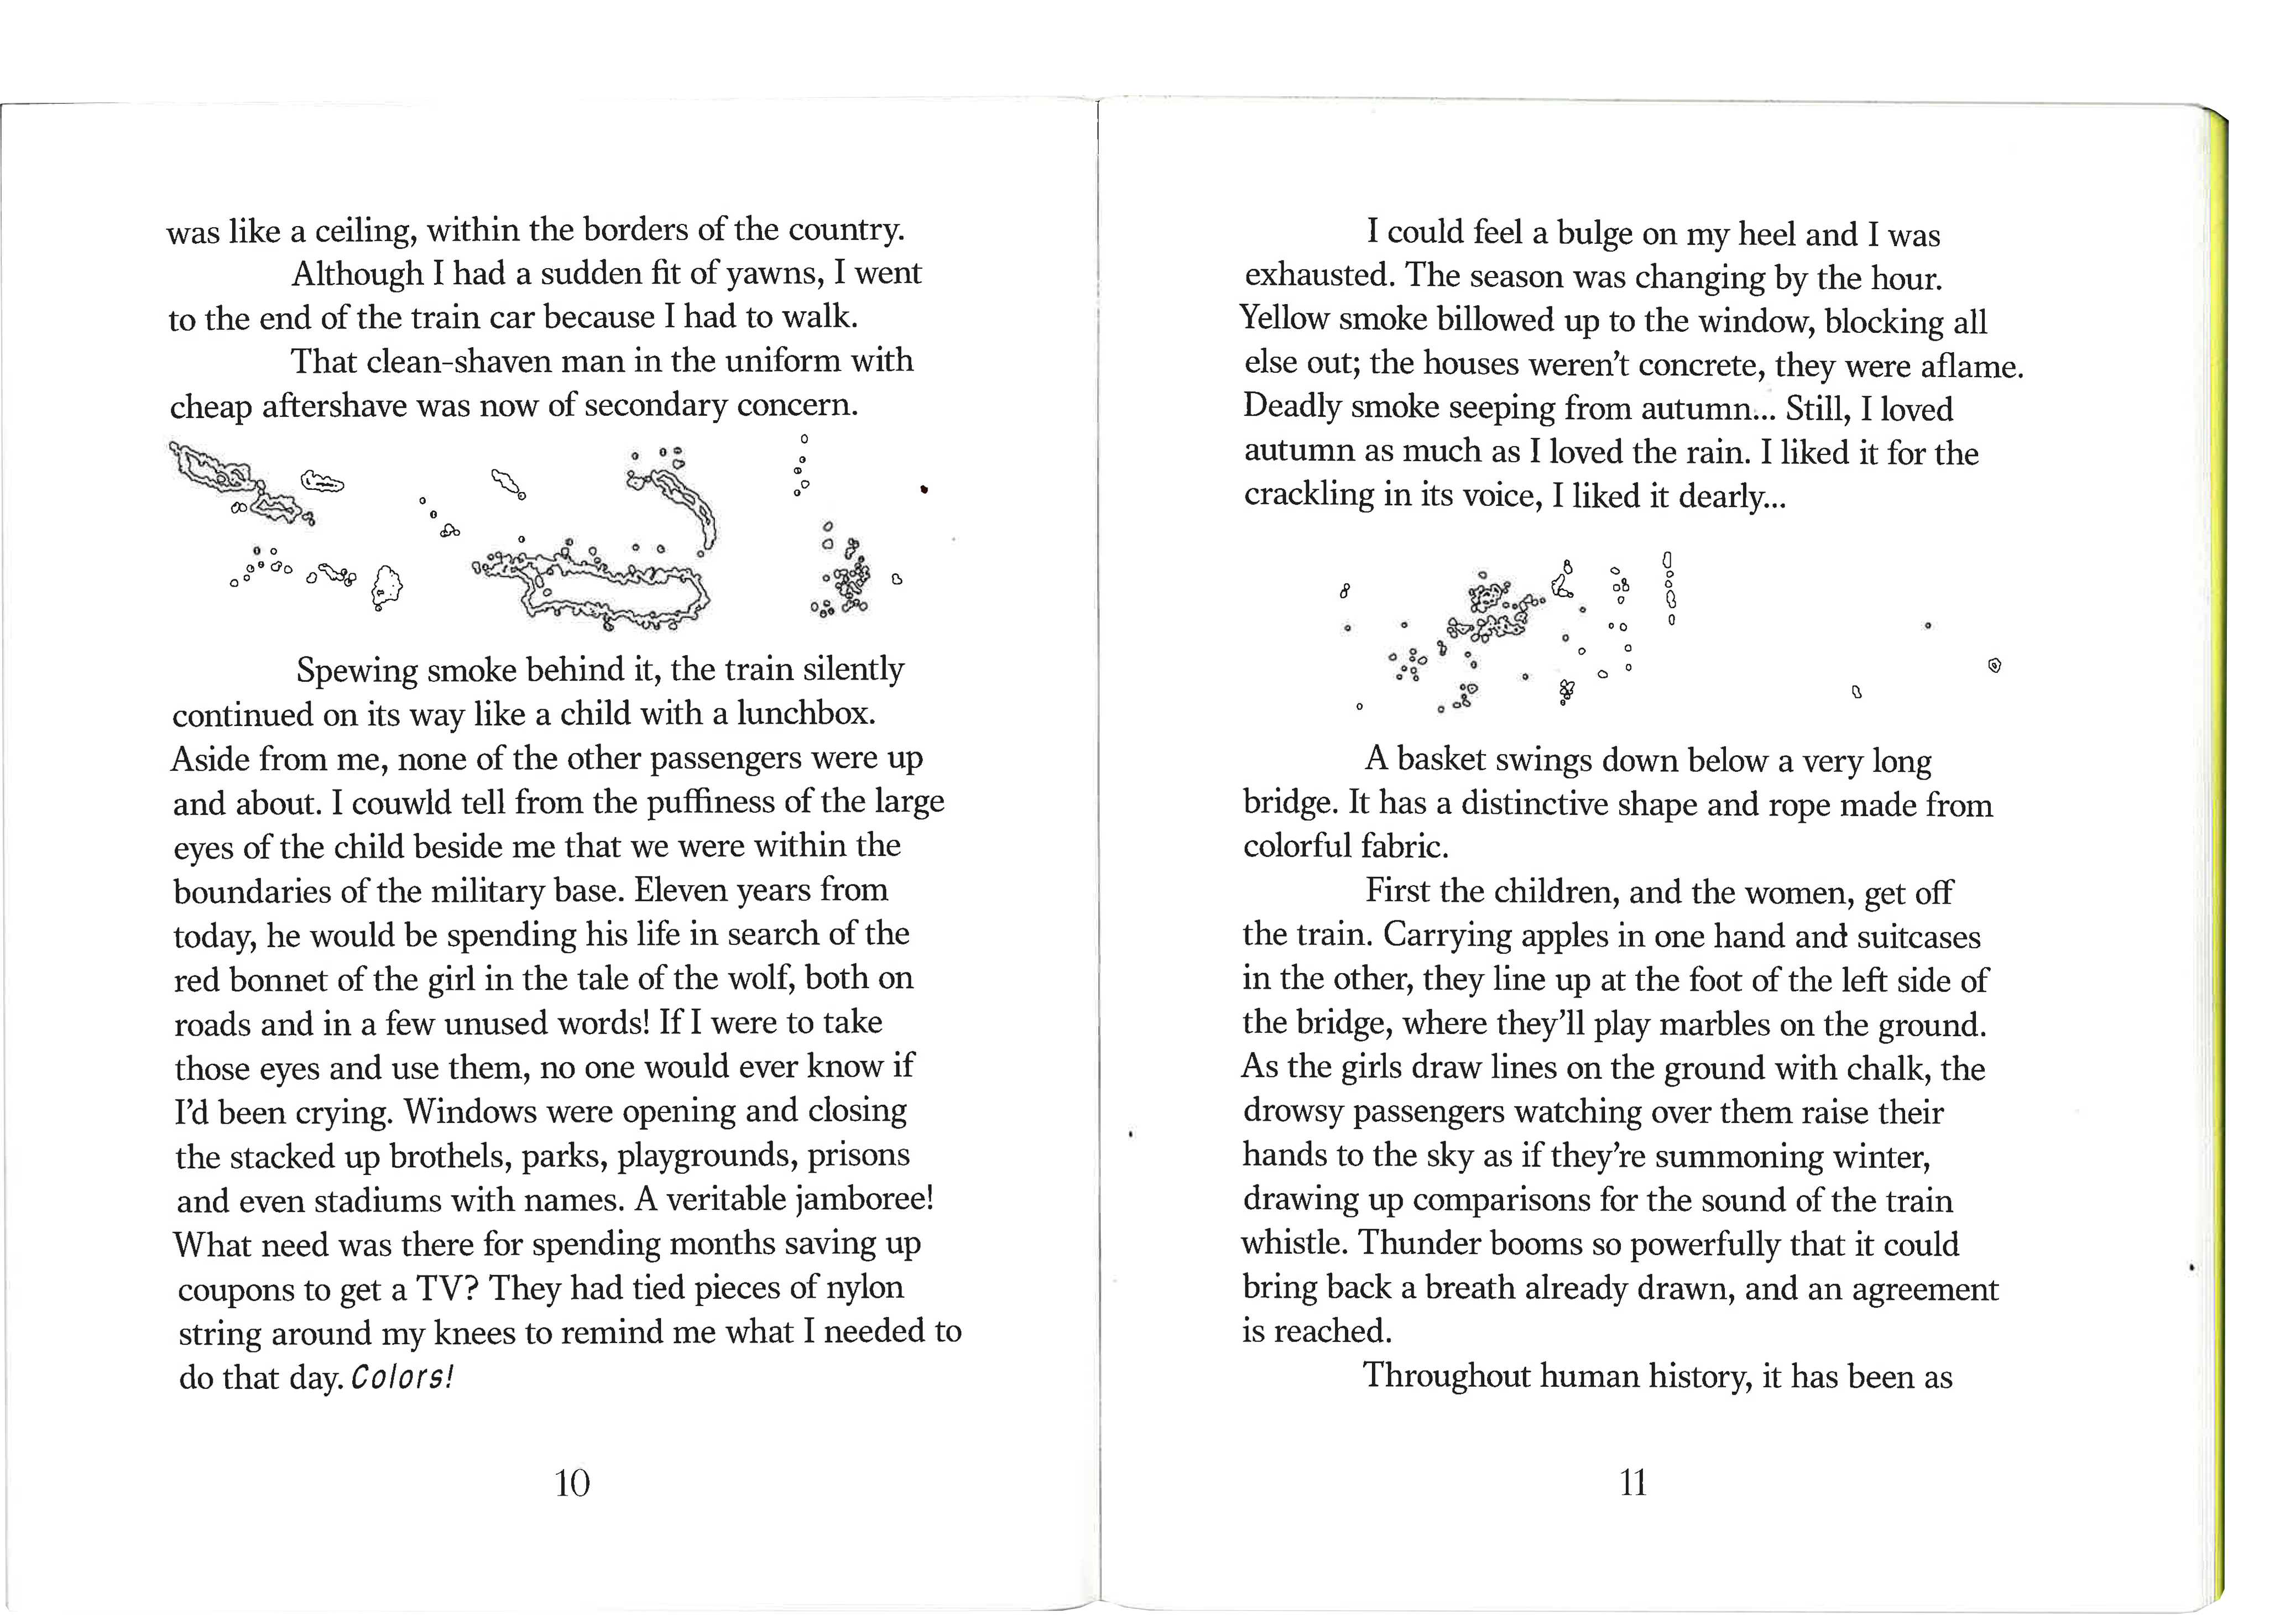 was like a ceiling, within the borders of the country.
Although I had a sudden fit of yawns, I went
to the end of the train car because I had to walk.
That clean-shaven man in the uniform with
cheap aftershave was now of secondary concern.
Spewing smoke behind it, the train silently
continued on its way like a child with a lunchbox.
Aside from me, none of the other passengers were up
and about. I couwld tell from the puffiness of the large
eyes of the child beside me that we were within the
boundaries of the military base. Eleven years from
today, he would be spending his life in search of the
red bonnet of the girl in the tale of the wolf, both on
roads and in a few unused words! If I were to take
those eyes and use them, no one would ever know if
I'd been crying. Windows were opening and closing
the stacked up brothels, parks, playgrounds, prisons
and even stadiums with names. A veritable jamboree!
What need was there for spending months saving up
coupons to get a TV? They had tied pieces of nylon
string around my knees to remind me what I needed to
do that day. Colors!
10
I could feel a bulge on my heel and I was
exhausted. The season was changing by the hour.
Yellow smoke billowed up to the window, blocking all
else out; the houses weren't concrete, they were aflame.
Deadly smoke seeping from autumn... Still, I loved
autumn as much as I loved the rain. I liked it for the
crackling in its voice, I liked it dearly...
A basket swings down below a very long
bridge. It has a distinctive shape and rope made from
colorful fabric.
First the children, and the women, get off
the train. Carrying apples in one hand and suitcases
in the other, they line up at the foot of the left side of
the bridge, where they'll play marbles on the ground.
As the girls draw lines on the ground with chalk, the
drowsy passengers watching over them raise their
hands to the sky as if they're summoning winter,
drawing up comparisons for the sound of the train
whistle. Thunder booms so powerfully that it could
bring back a breath already drawn, and an agreement
is reached.
Throughout human history, it has been as
11